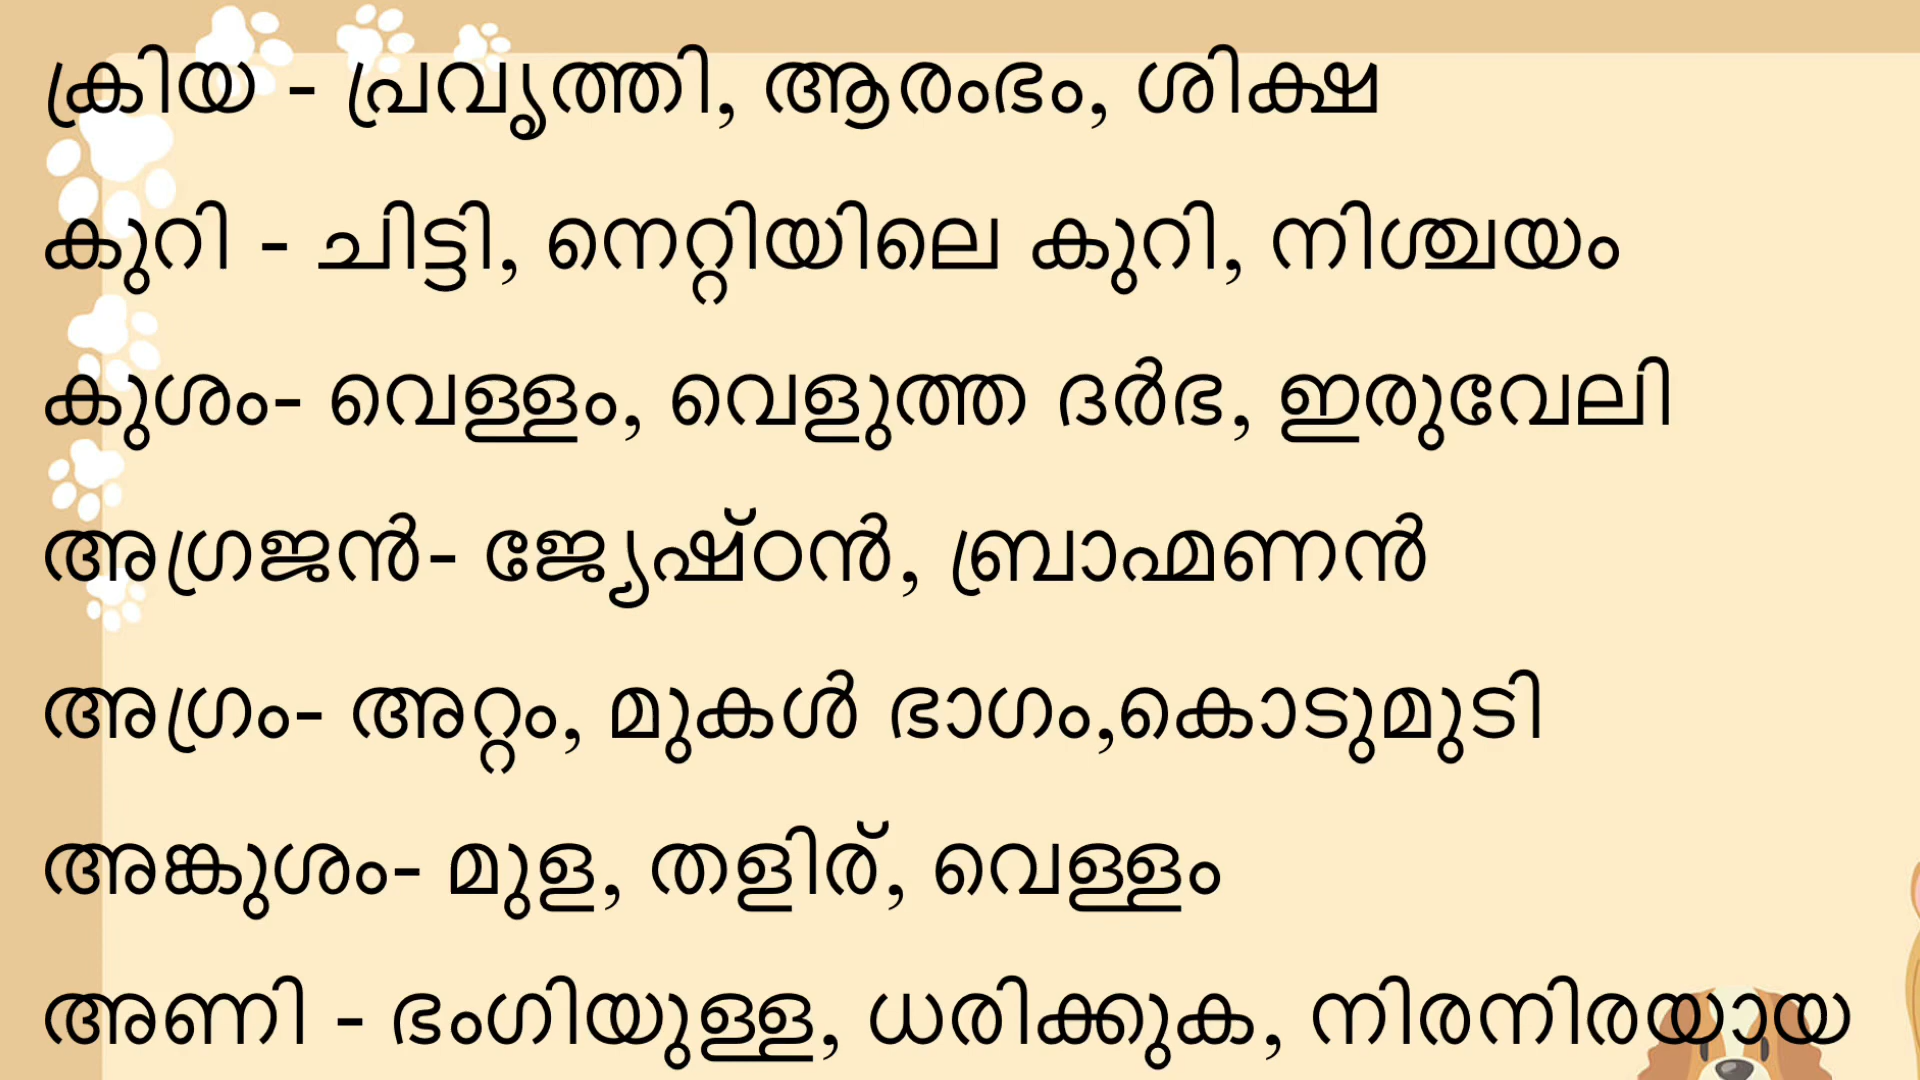 ക്രിയ - പ്രവൃത്തി, ആരംഭം, ശിക്ഷ
കുറി - ചിട്ടി, നെറ്റിയിലെ കുറി, നിശ്ചയം
കുശം- വെള്ളം, വെളുത്ത ദർഭ, ഇരുവേലി
അഗ്രജൻ- ജ്യേഷ്ഠൻ, ബ്രാഹ്മണൻ
അഗ്രം- അറ്റം, മുകൾ ഭാഗം,കൊടുമുടി
അങ്കുശം- മുള, തളിര്, വെള്ളം
അണി - ഭംഗിയുള്ള, ധരിക്കുക, നിരനിരയായ